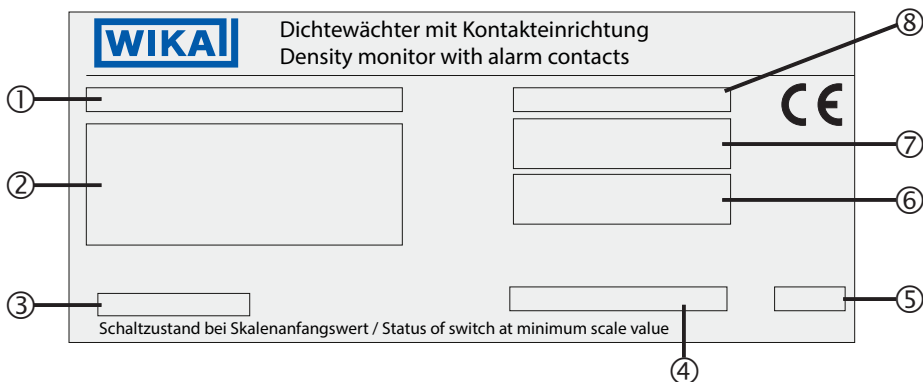 WIKA
Dichtewächter mit Kontakteinrichtung
Density monitor with alarm contacts
⑧
①
CE
⑦
②
⑥
③
⑤
Schaltzustand bei Skalenanfangswert / Status of switch at minimum scale value
④